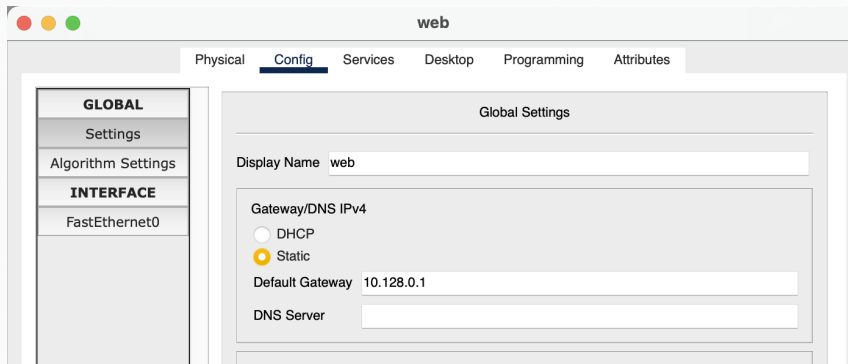 web
Physical Config Services Desktop Programming Attributes
GLOBAL
Settings
Algorithm Settings
INTERFACE
FastEthernet0
Global Settings
Display Name web
Gateway/DNS IPv4
DHCP
Static
Default Gateway 10.128.0.1
DNS Server